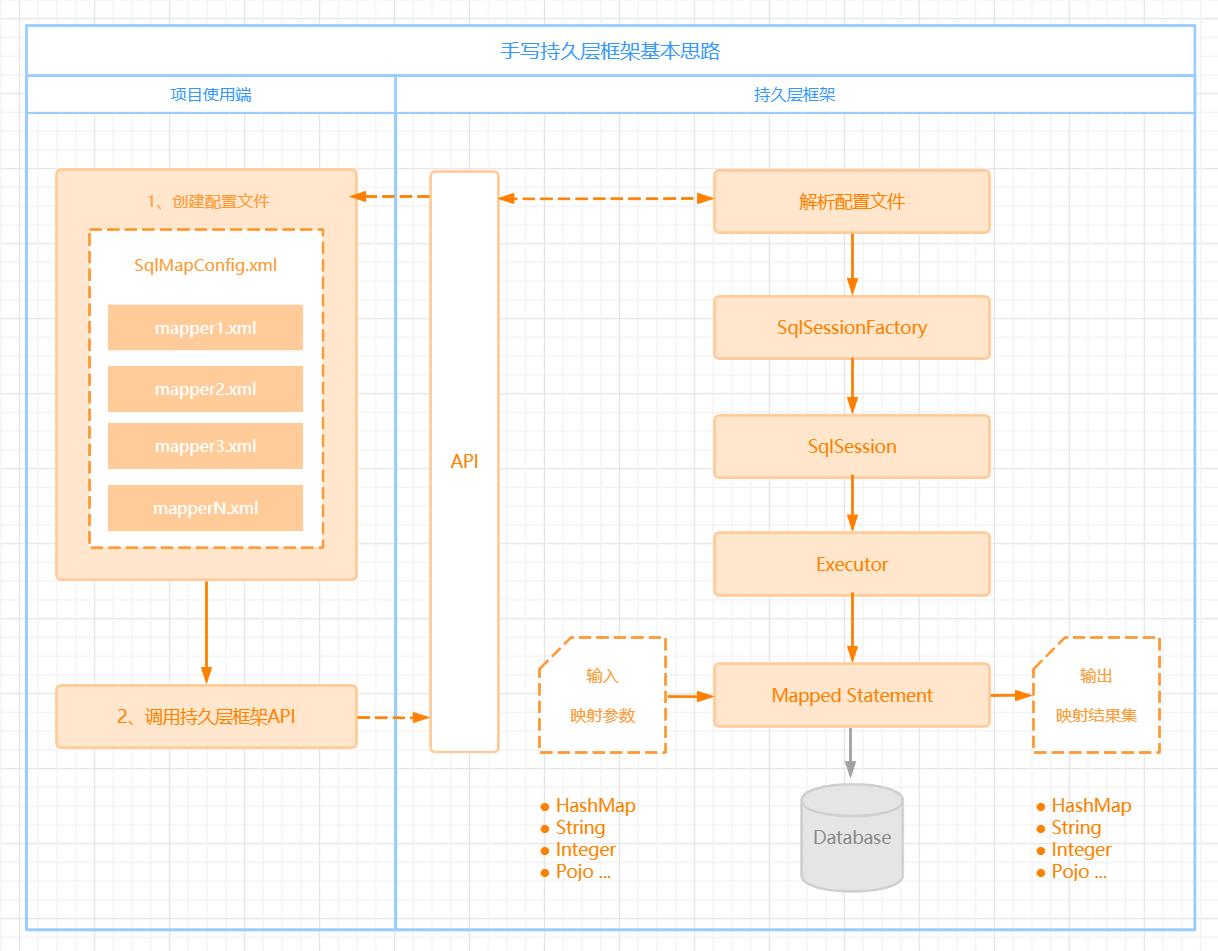 手写持久层框架基本思路
项目使用端
持久层框架
1、创建配置文件
SqlMapConfig.xml
mapper1.xml
mapper2.xml
mapper3.xml
mapperN.xml
2、调用持久层框架API
API
解析配置文件
SqlSessionFactory
SqlSession
Executor
输入
映射参数
Mapped Statement
输出
映射结果集
● HashMap
● String
● Integer
● Pojo ...
Database
● HashMap
● String
● Integer
● Pojo ...